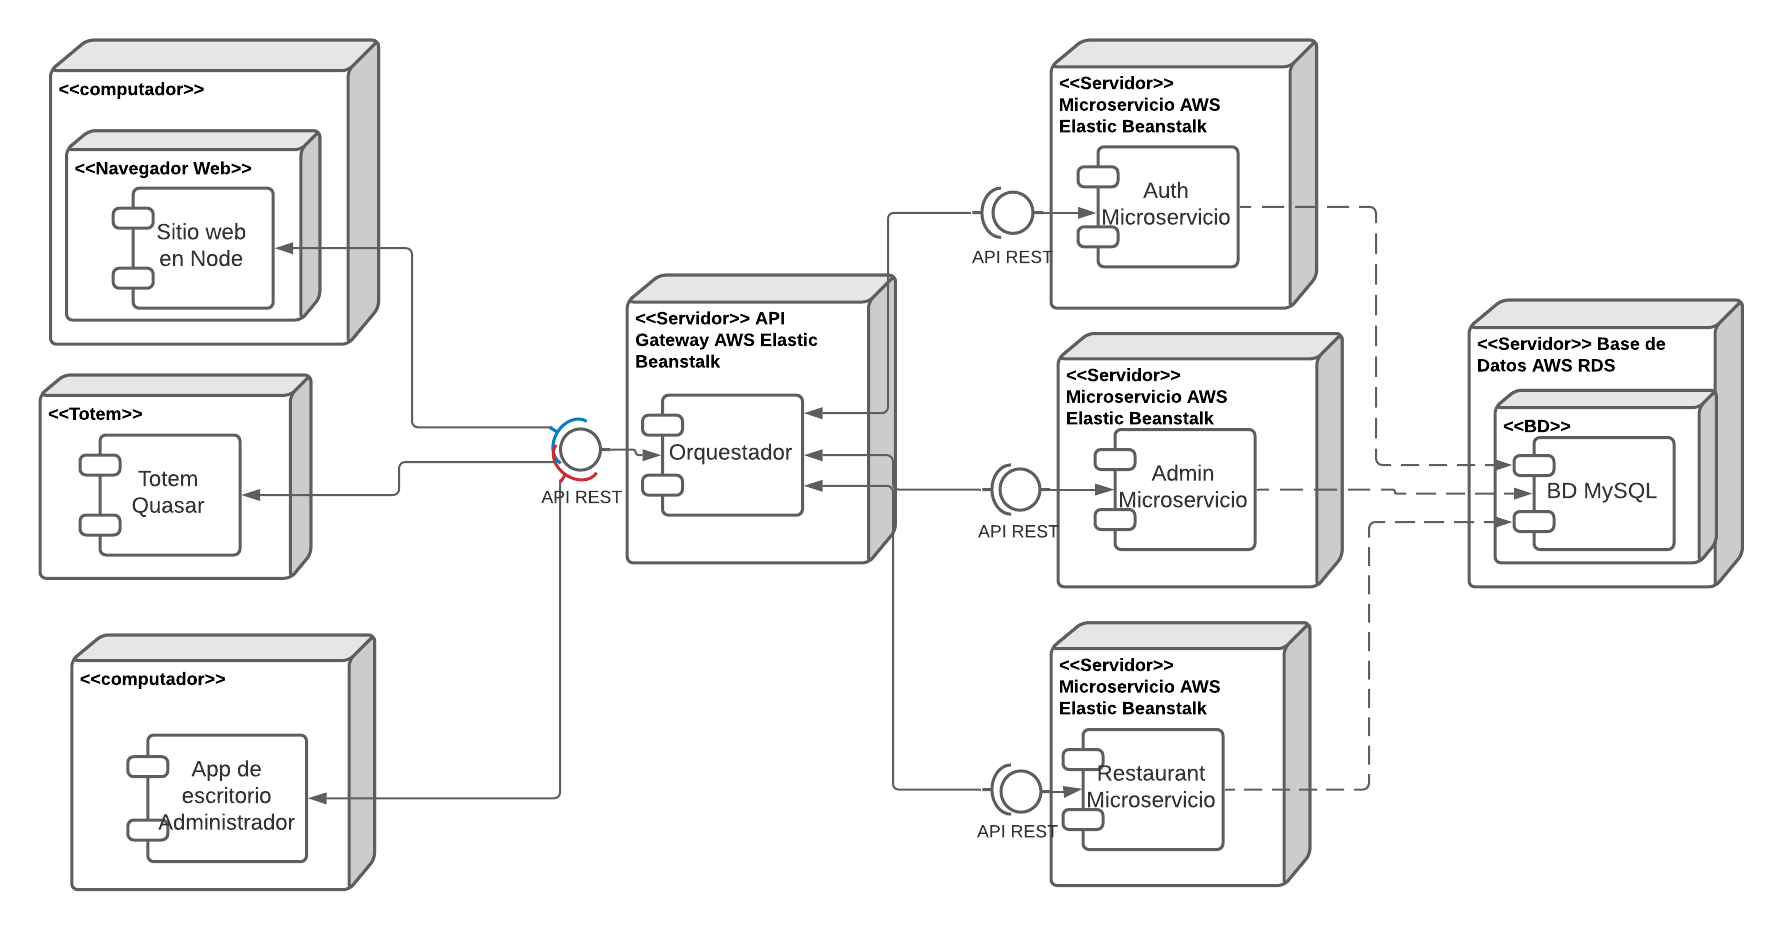 <<computador>>
<<Navegador Web>>
Sitio web
en Node
<<Totem>>
Totem
Quasar
<<computador>>
App de
escritorio
Administrador
API REST
<<Servidor>> API
Gateway AWS Elastic
Beanstalk
Orquestador
API REST
<<Servidor>>
Microservicio AWS
Elastic Beanstalk
Auth
Microservicio
API REST
<<Servidor>>
Microservicio AWS
Elastic Beanstalk
Admin
Microservicio
API REST
<<Servidor>>
Microservicio AWS
Elastic Beanstalk
Restaurant
Microservicio
<<Servidor>> Base de
Datos AWS RDS
<<BD>>
BD MySQL